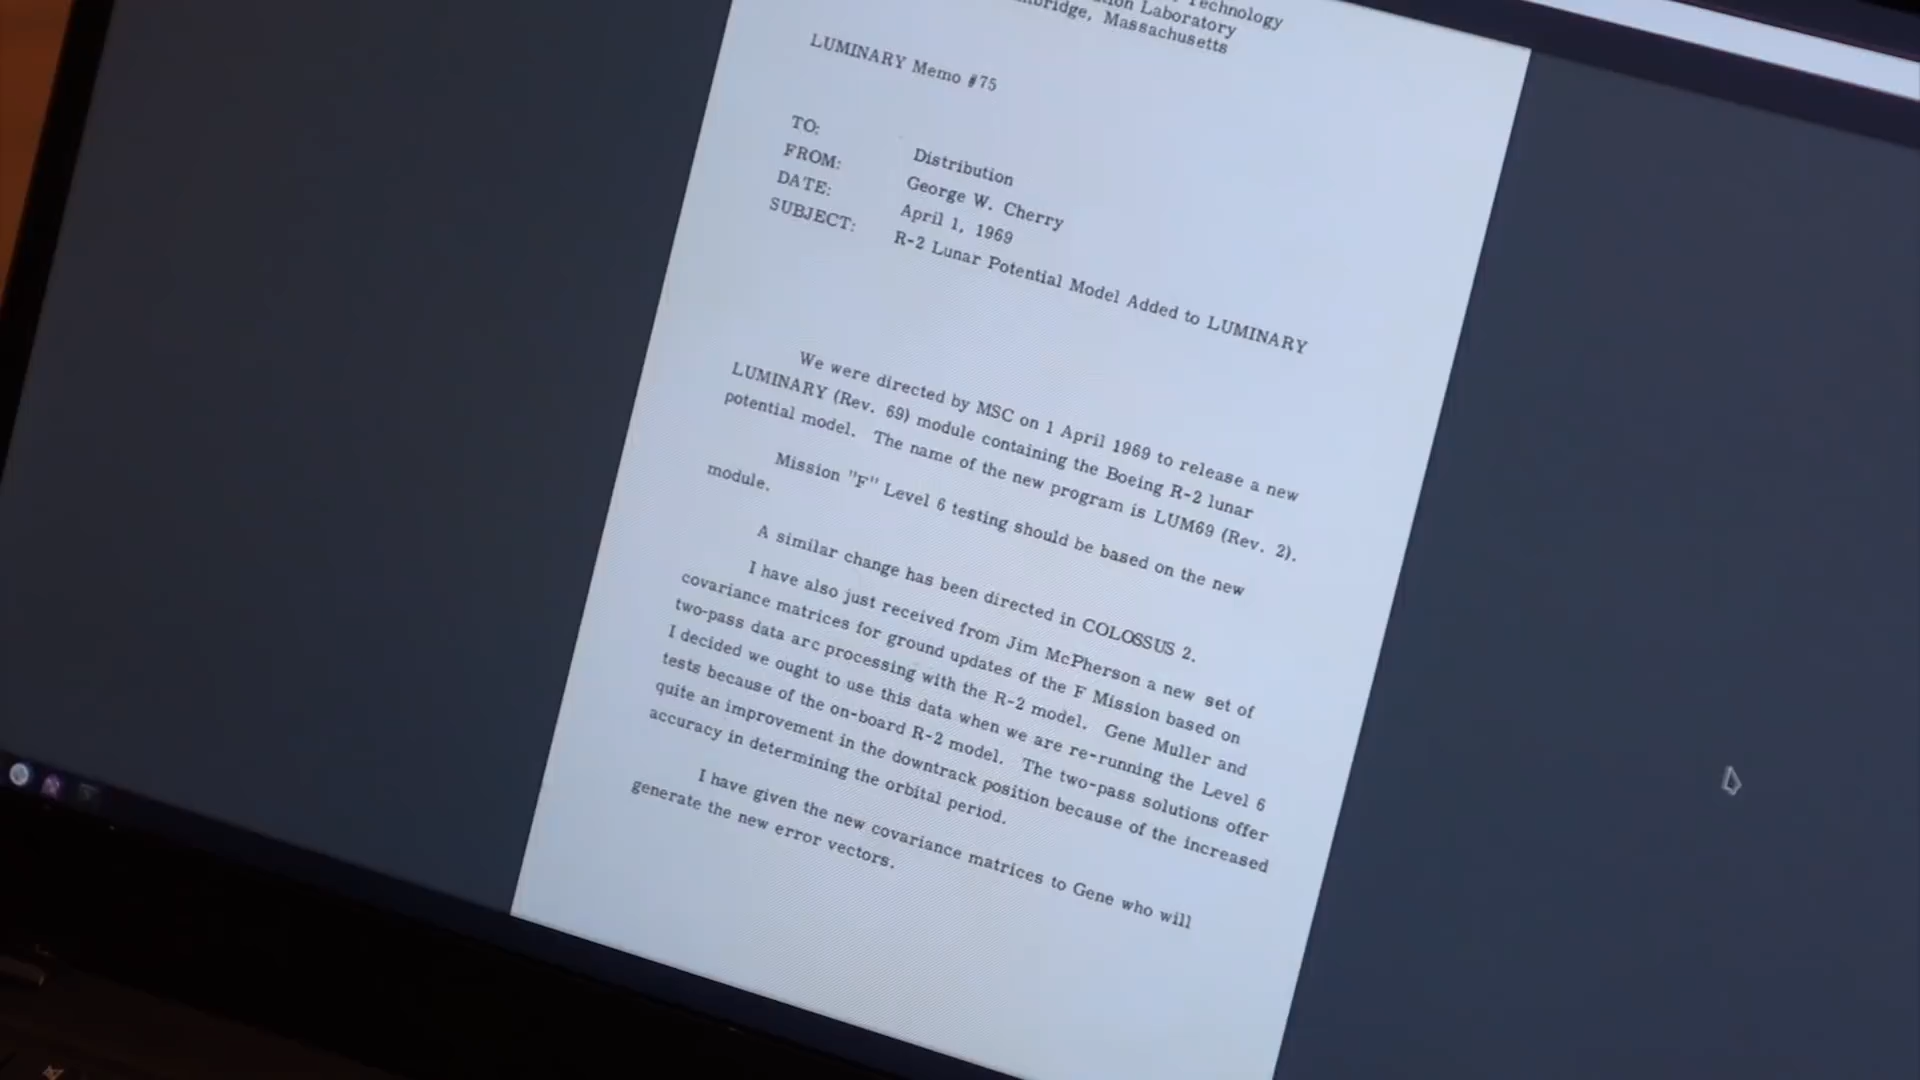 Technology
Laboratory
Massachusetts
LUMINARY Memo #75
TO: Distribution
FROM: George W. Cherry
DATE: April 1, 1969
SUBJECT: R-2 Lunar Potential Model Added to LUMINARY
We were directed by MSC on 1 April 1969 to release a new
LUMINARY (Rev. 69) module containing the Boeing R-2 lunar
potential model. The name of the new program is LUM69 (Rev. 2).
Mission "F" Level 6 testing should be based on the new
module.
A similar change has been directed in COLOSSUS 2.
I have also just received from Jim McPherson a new set of
covariance matrices for ground updates of the F Mission based on
two-pass data arc processing with the R-2 model. Gene Muller and
I decided we ought to use this data when we are re-running the Level 6
tests because of the on-board R-2 model. The two-pass solutions offer
quite an improvement in the downtrack position because of the increased
accuracy in determining the orbital period.
I have given the new covariance matrices to Gene who will
generate the new error vectors.